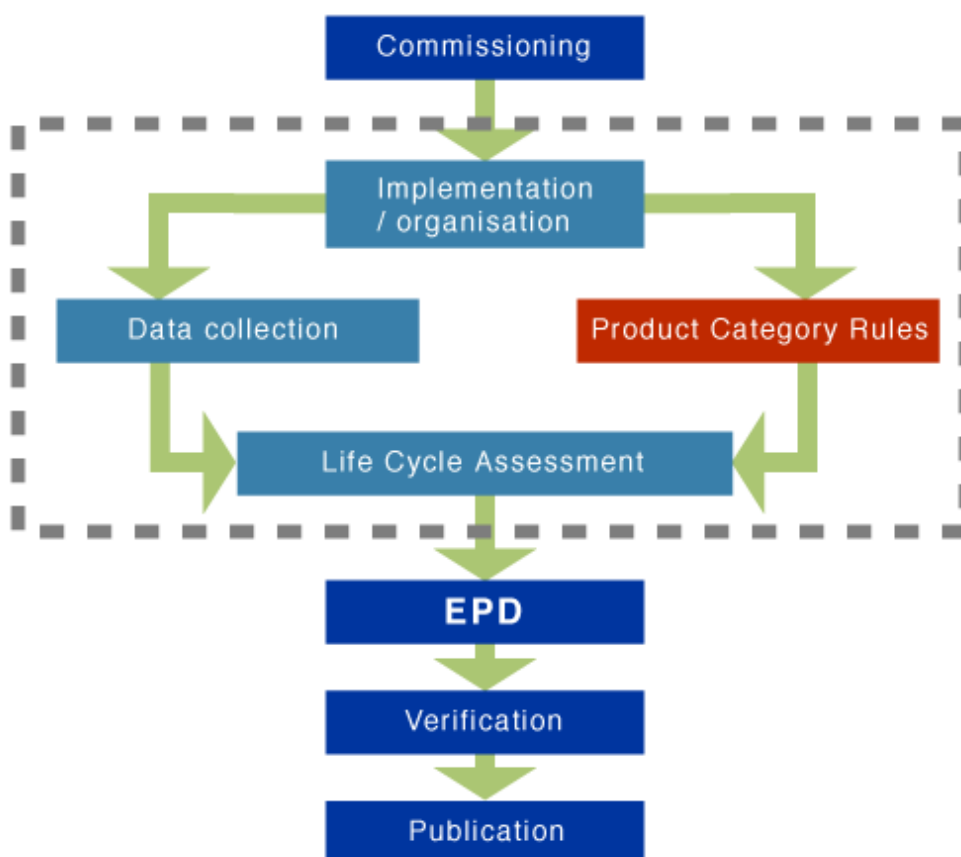 Commissioning
Implementation
/ organisation
Data collection
Product Category Rules
Life Cycle Assessment
EPD
Verification
Publication